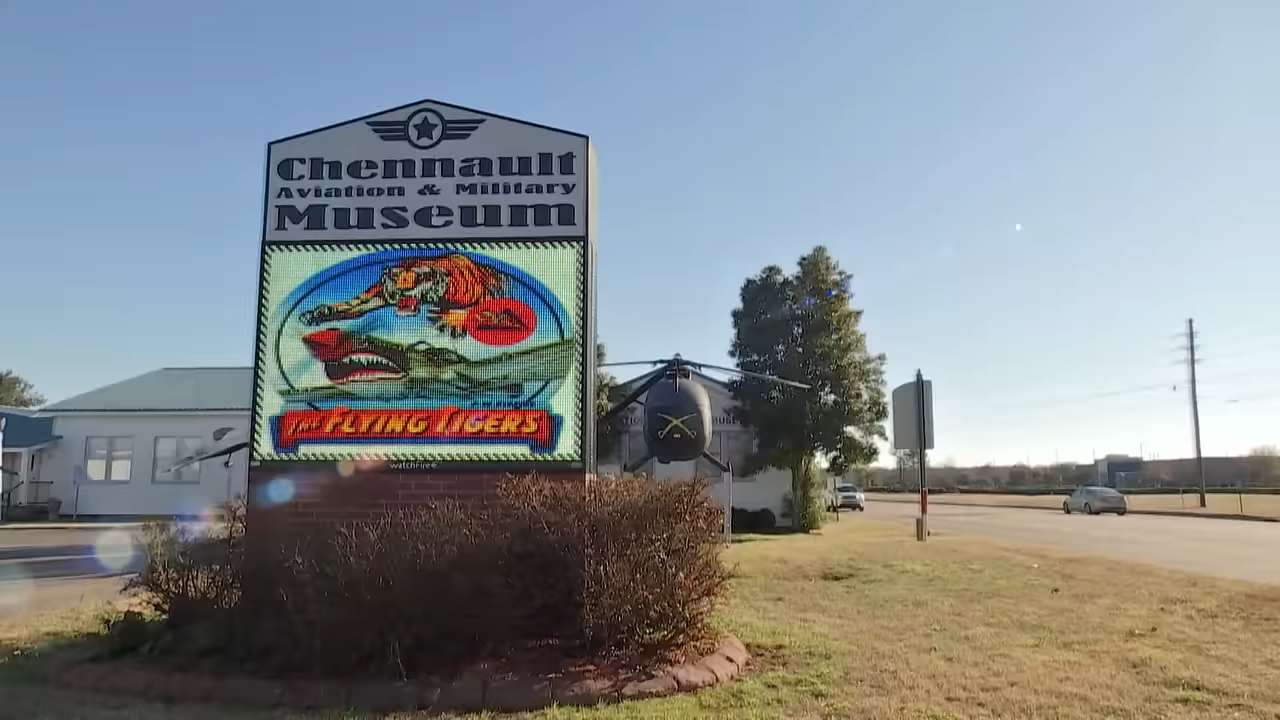 Chennault
Aviation & Military
Museum
THE FLYING TIGERS
watchfire